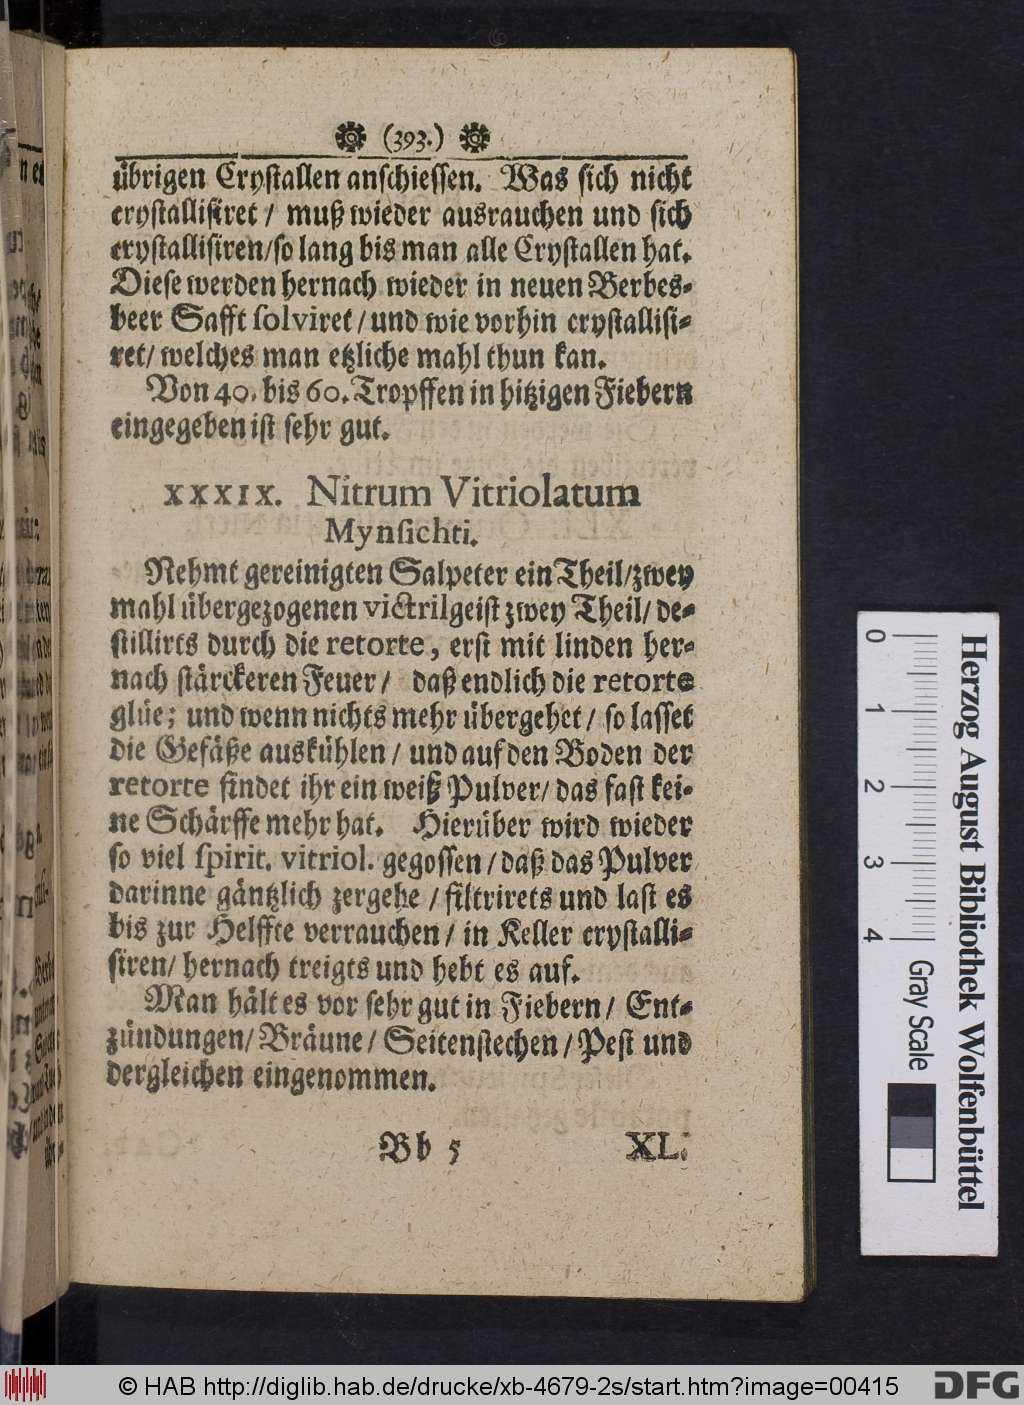 (393.)
übrigen Crystallen anschiessen. Was sich nicht
crystallisiret / muß wieder ausrauchen und sich
crystallisiren/so lang bis man alle Crystallen hat.
Diese werden hernach wieder in neuen Berbes-
beer Safft solviret / und wie vorhin crystallisi-
ret/ welches man etzliche mahl thun kan.
Von 40. bis 60. Tropffen in hitzigen Fiebern
eingegeben ist sehr gut.
XXXIX. Nitrum Vitriolatum
Mynsichti.
Nehmt gereinigten Salpeter ein Theil/zwey
mahl übergezogenen victrilgeist zwey Theil/ de-
stillirts durch die retorte, erst mit linden her-
nach stärckeren Feuer / daß endlich die retorte
glüe; und wenn nichts mehr übergehet / so lasset
die Gefäße auskühlen / und auf den Boden der
retorte findet ihr ein weiß Pulver/ das fast kei-
ne Schärffe mehr hat. Hierüber wird wieder
so viel spirit. vitriol. gegossen / daß das Pulver
darinne gäntzlich zergehe / filtrirets und last es
bis zur Helffte verrauchen / in Keller crystalli-
siren/ hernach treigts und hebt es auf.
Man hält es vor sehr gut in Fiebern / Ent-
zündungen/ Bräune / Seitenstechen / Pest und
dergleichen eingenommen.
Bb 5 XL.
0 1 2 3 4 Gray Scale
Herzog August Bibliothek Wolfenbüttel
© HAB http://diglib.hab.de/drucke/xb-4679-2s/start.htm?image=00415
DFG